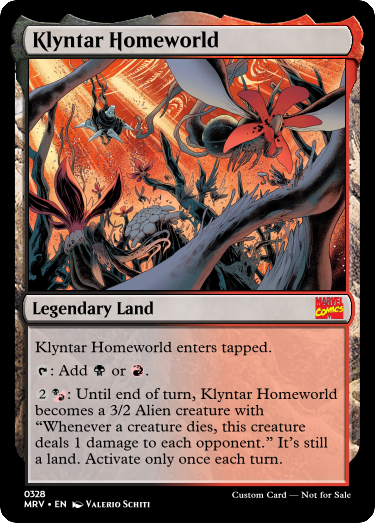 Klyntar Homeworld
Legendary Land
MARVEL
COMICS
Klyntar Homeworld enters tapped.
: Add or .
2 : Until end of turn, Klyntar Homeworld
becomes a 3/2 Alien creature with
“Whenever a creature dies, this creature
deals 1 damage to each opponent.” It’s still
a land. Activate only once each turn.
0328
MRV • EN Valerio Schiti
Custom Card — Not for Sale